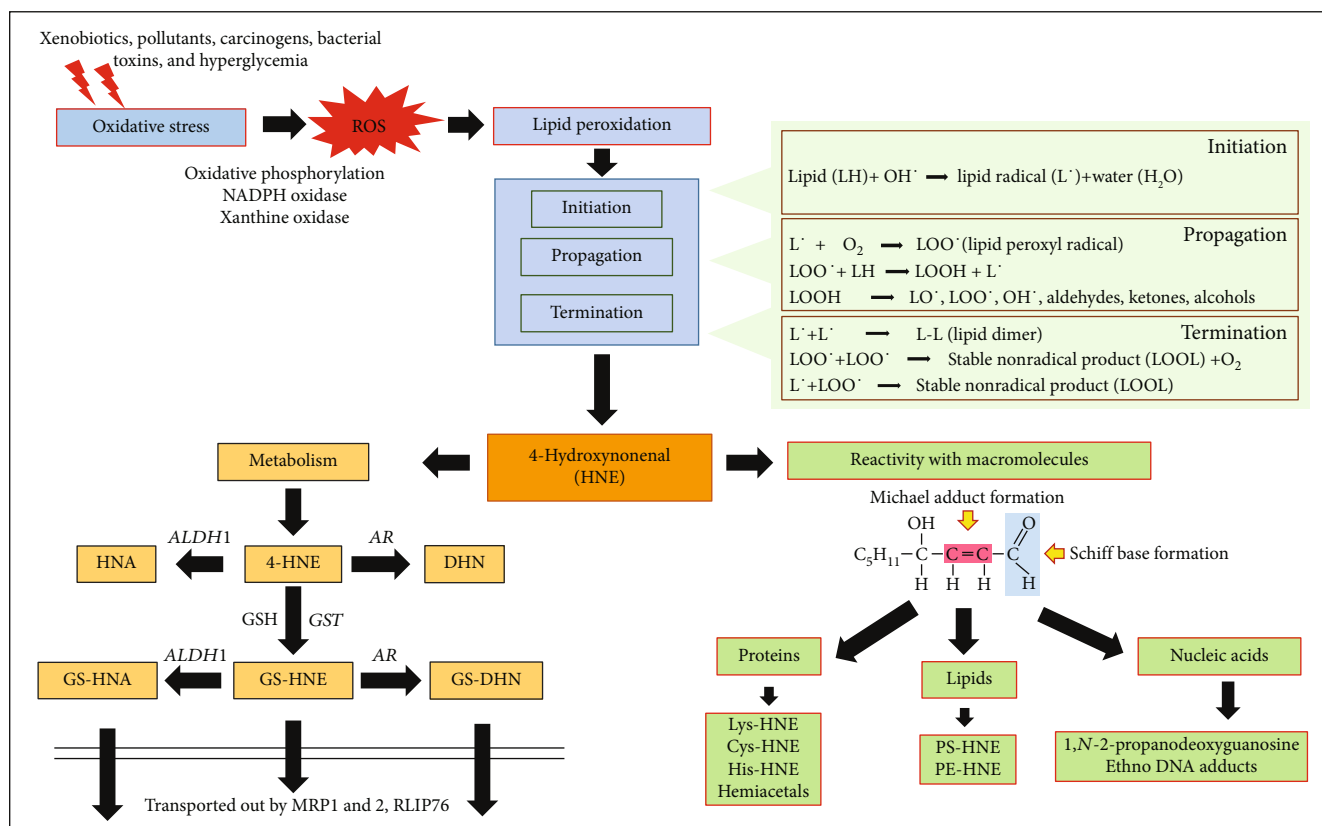 Xenobiotics, pollutants, carcinogens, bacterial
toxins, and hyperglycemia
Oxidative stress
ROS
Lipid peroxidation
Oxidative phosphorylation
NADPH oxidase
Xanthine oxidase
Initiation
Propagation
Termination
Initiation
Lipid (LH)+ OH˙ → lipid radical (L˙)+water (H₂O)
Propagation
L˙ + O₂ → LOO˙(lipid peroxyl radical)
LOO˙+ LH → LOOH + L˙
LOOH → LO˙, LOO˙, OH˙, aldehydes, ketones, alcohols
Termination
L˙+L˙ → L-L (lipid dimer)
LOO˙+LOO˙ → Stable nonradical product (LOOL) +O₂
L˙+LOO˙ → Stable nonradical product (LOOL)
4-Hydroxynonenal
(HNE)
Metabolism
ALDH1
AR
HNA
4-HNE
DHN
GSH
GST
ALDH1
AR
GS-HNA
GS-HNE
GS-DHN
Transported out by MRP1 and 2, RLIP76
Reactivity with macromolecules
Michael adduct formation
OH
O
C₅H₁₁–C–C=C–C
H H H H
Schiff base formation
Proteins
Lipids
Nucleic acids
Lys-HNE
Cys-HNE
His-HNE
Hemiacetals
PS-HNE
PE-HNE
1,N-2-propanodeoxyguanosine
Ethno DNA adducts